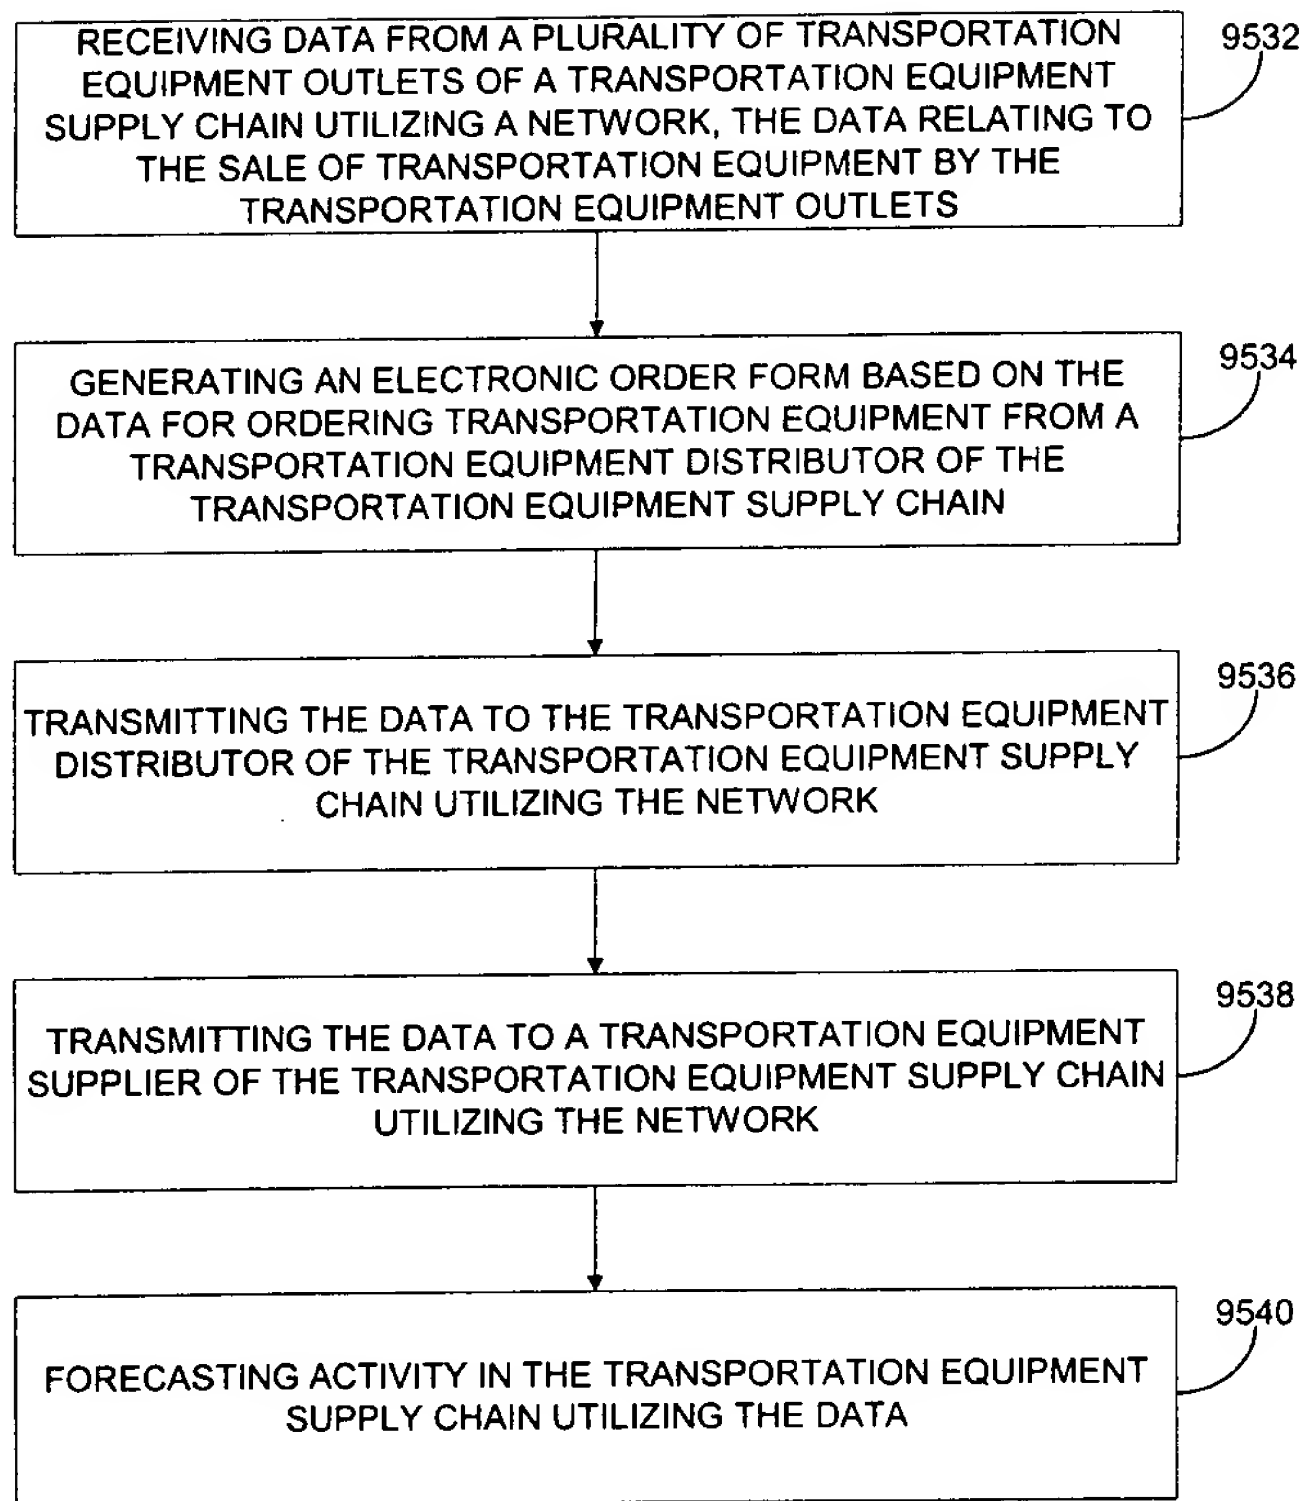 RECEIVING DATA FROM A PLURALITY OF TRANSPORTATION
EQUIPMENT OUTLETS OF A TRANSPORTATION EQUIPMENT
SUPPLY CHAIN UTILIZING A NETWORK, THE DATA RELATING TO
THE SALE OF TRANSPORTATION EQUIPMENT BY THE
TRANSPORTATION EQUIPMENT OUTLETS
9532
GENERATING AN ELECTRONIC ORDER FORM BASED ON THE
DATA FOR ORDERING TRANSPORTATION EQUIPMENT FROM A
TRANSPORTATION EQUIPMENT DISTRIBUTOR OF THE
TRANSPORTATION EQUIPMENT SUPPLY CHAIN
9534
TRANSMITTING THE DATA TO THE TRANSPORTATION EQUIPMENT
DISTRIBUTOR OF THE TRANSPORTATION EQUIPMENT SUPPLY
CHAIN UTILIZING THE NETWORK
9536
TRANSMITTING THE DATA TO A TRANSPORTATION EQUIPMENT
SUPPLIER OF THE TRANSPORTATION EQUIPMENT SUPPLY CHAIN
UTILIZING THE NETWORK
9538
FORECASTING ACTIVITY IN THE TRANSPORTATION EQUIPMENT
SUPPLY CHAIN UTILIZING THE DATA
9540